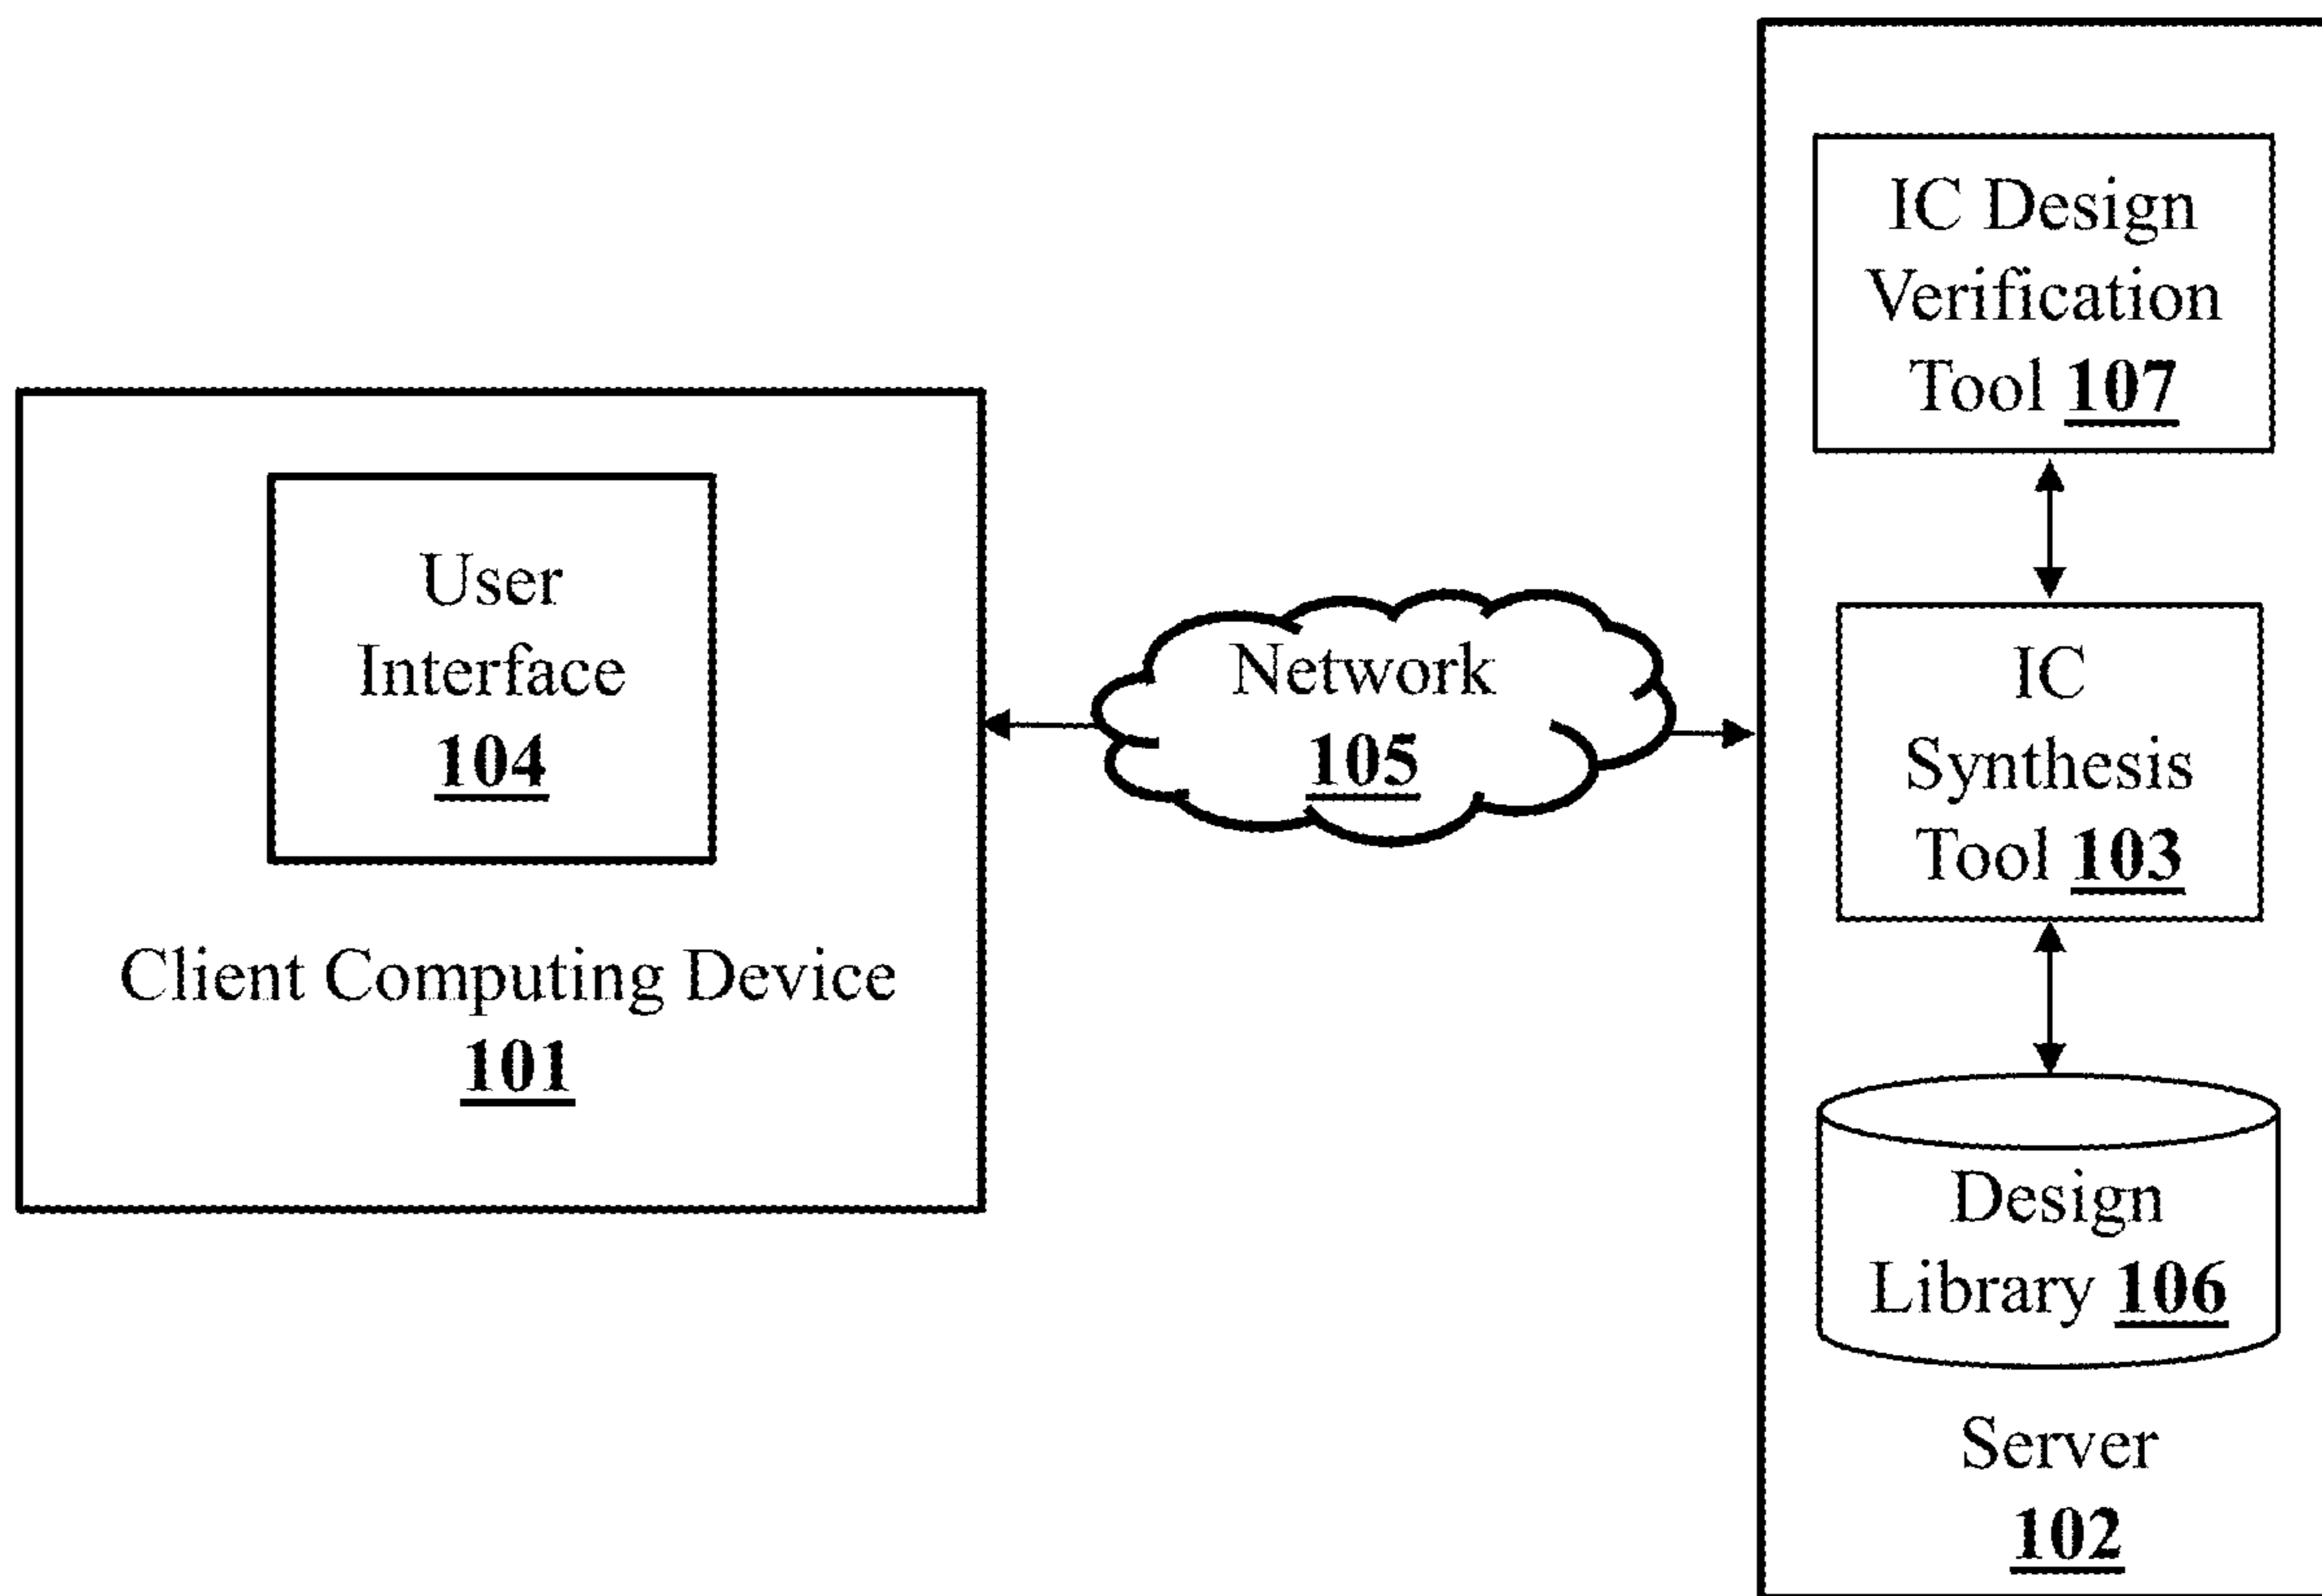 User
Interface
104
Client Computing Device
101
Network
105
IC Design
Verification
Tool 107
IC
Synthesis
Tool 103
Design
Library 106
Server
102